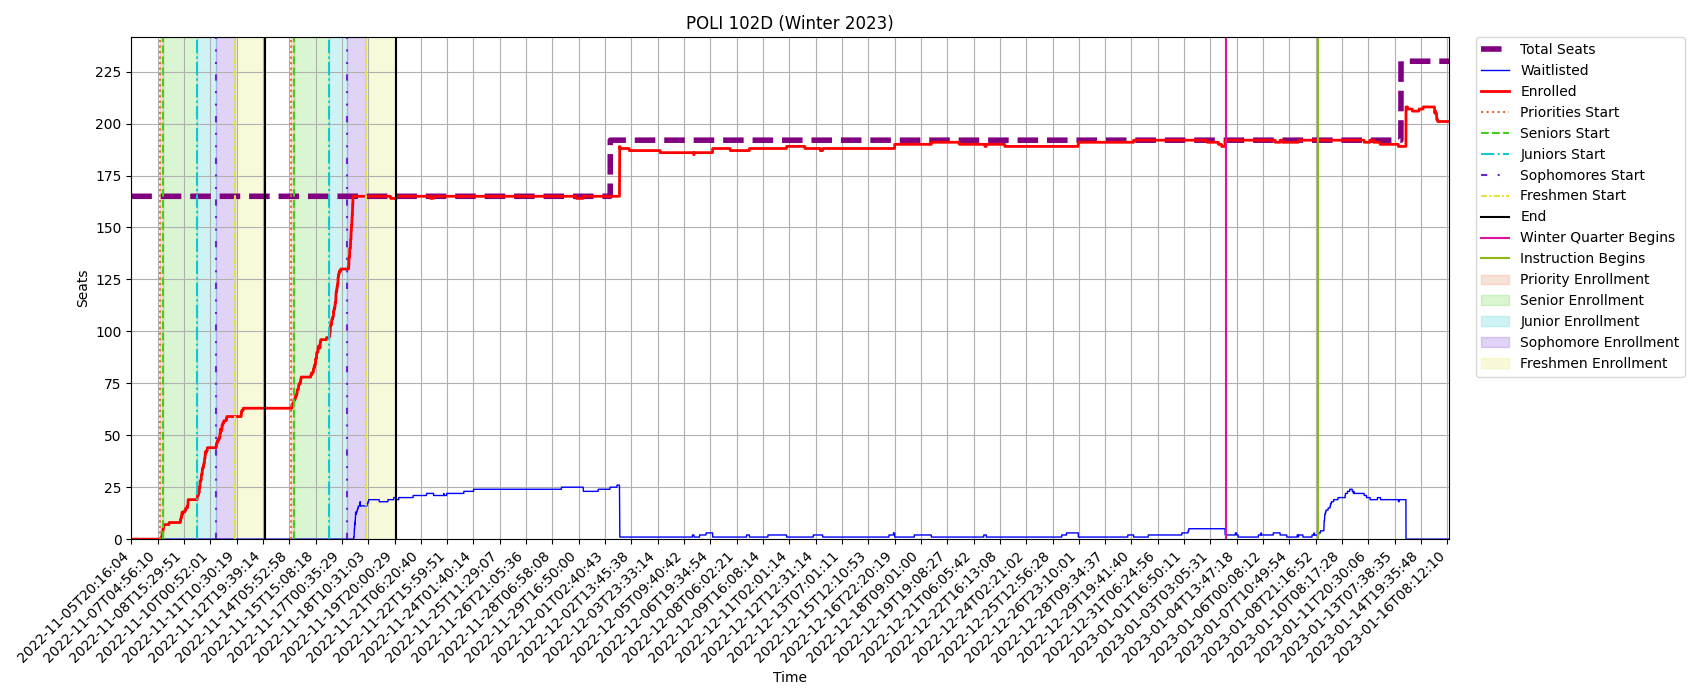 POLI 102D (Winter 2023)
Seats
225
200
175
150
125
100
75
50
25
0
2022-11-05T20:16:04
2022-11-07T04:56:10
2022-11-08T15:29:51
2022-11-10T00:52:01
2022-11-11T10:30:19
2022-11-12T19:39:14
2022-11-14T05:52:58
2022-11-15T15:08:18
2022-11-17T00:35:29
2022-11-18T10:31:03
2022-11-19T20:00:29
2022-11-21T06:20:40
2022-11-22T15:59:51
2022-11-24T01:40:14
2022-11-25T11:29:07
2022-11-26T21:05:36
2022-11-28T06:58:08
2022-11-29T16:50:00
2022-12-01T02:40:43
2022-12-02T13:45:38
2022-12-03T23:33:14
2022-12-05T09:40:42
2022-12-06T19:34:54
2022-12-08T06:02:21
2022-12-09T16:08:14
2022-12-11T02:01:14
2022-12-12T12:31:14
2022-12-13T07:01:11
2022-12-15T12:10:53
2022-12-16T22:20:19
2022-12-18T09:01:00
2022-12-19T19:08:27
2022-12-21T06:05:42
2022-12-22T16:13:08
2022-12-24T02:21:02
2022-12-25T12:56:28
2022-12-26T23:10:01
2022-12-28T09:34:37
2022-12-29T19:41:40
2022-12-31T06:24:56
2023-01-01T16:50:11
2023-01-03T03:05:31
2023-01-04T13:47:18
2023-01-06T00:08:12
2023-01-07T10:49:54
2023-01-08T21:16:52
2023-01-10T08:17:28
2023-01-11T20:30:06
2023-01-13T07:38:35
2023-01-14T19:35:48
2023-01-16T08:12:10
Time
Total Seats
Waitlisted
Enrolled
Priorities Start
Seniors Start
Juniors Start
Sophomores Start
Freshmen Start
End
Winter Quarter Begins
Instruction Begins
Priority Enrollment
Senior Enrollment
Junior Enrollment
Sophomore Enrollment
Freshmen Enrollment